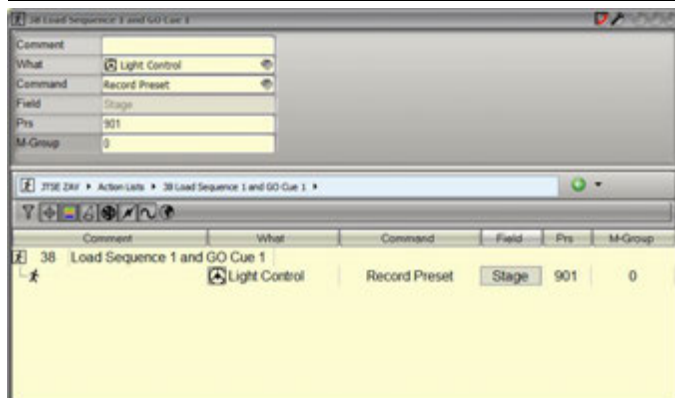 38 Load Sequence 1 and GO Cue 1
Comment
What Light Control
Command Record Preset
Field Stage
Prs 901
M-Group 0
JTSE ZAV Action Lists 38 Load Sequence 1 and GO Cue 1
Comment What Command Field Prs M-Group
38 Load Sequence 1 and GO Cue 1
Light Control Record Preset Stage 901 0